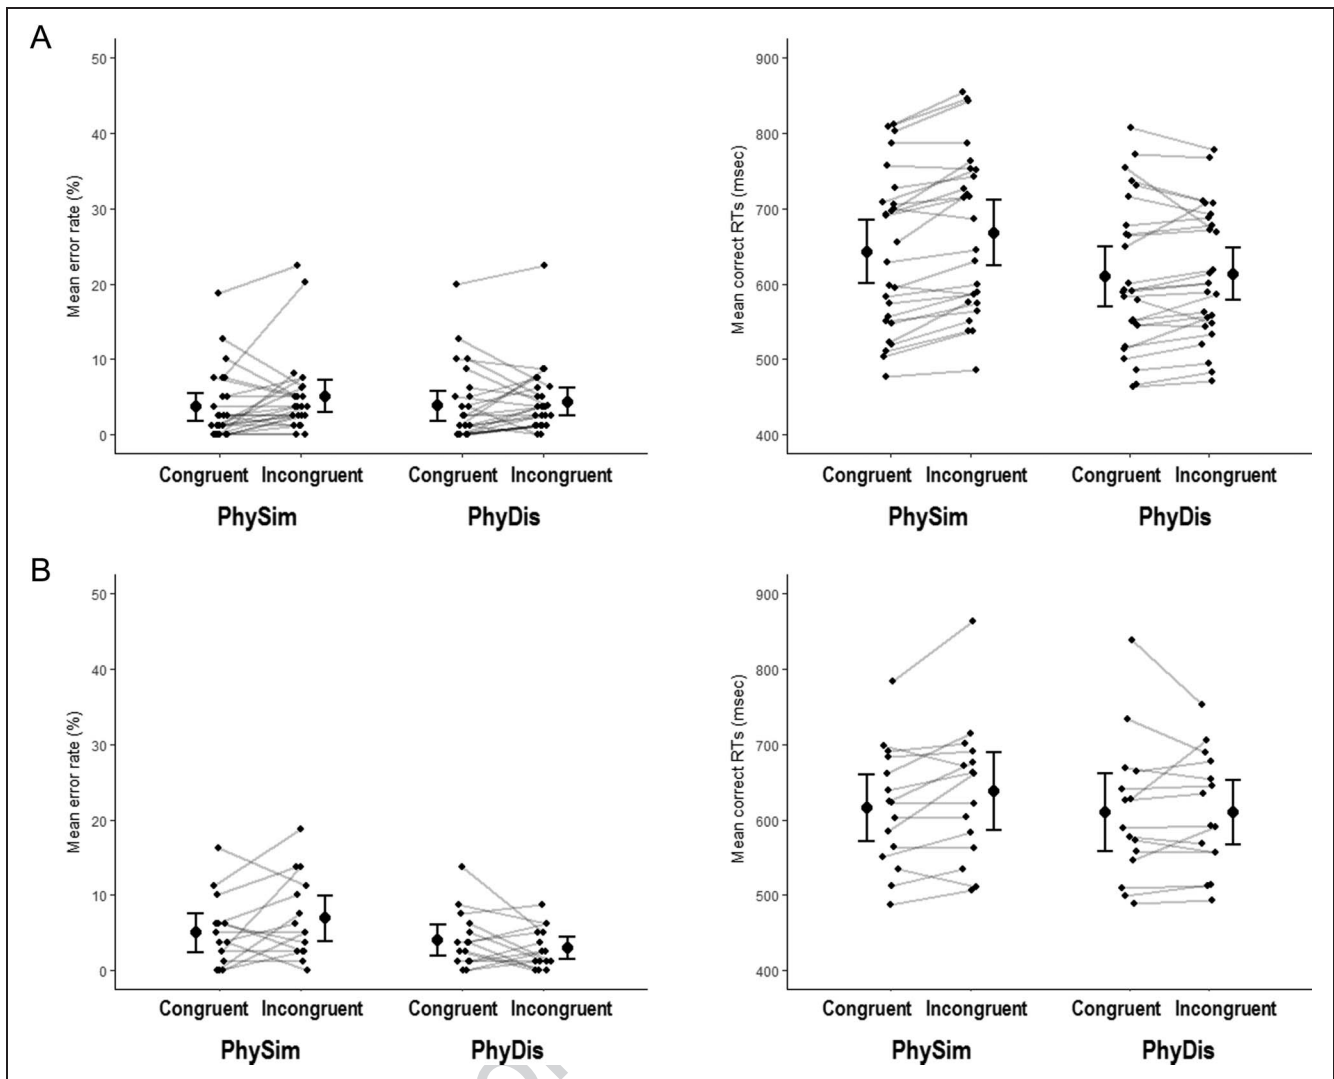 A
Mean error rate (%)
50
40
30
20
10
0
Congruent Incongruent Congruent Incongruent
PhySim PhyDis
Mean correct RTs (msec)
900
800
700
600
500
400
Congruent Incongruent Congruent Incongruent
PhySim PhyDis
B
Mean error rate (%)
50
40
30
20
10
0
Congruent Incongruent Congruent Incongruent
PhySim PhyDis
Mean correct RTs (msec)
900
800
700
600
500
400
Congruent Incongruent Congruent Incongruent
PhySim PhyDis